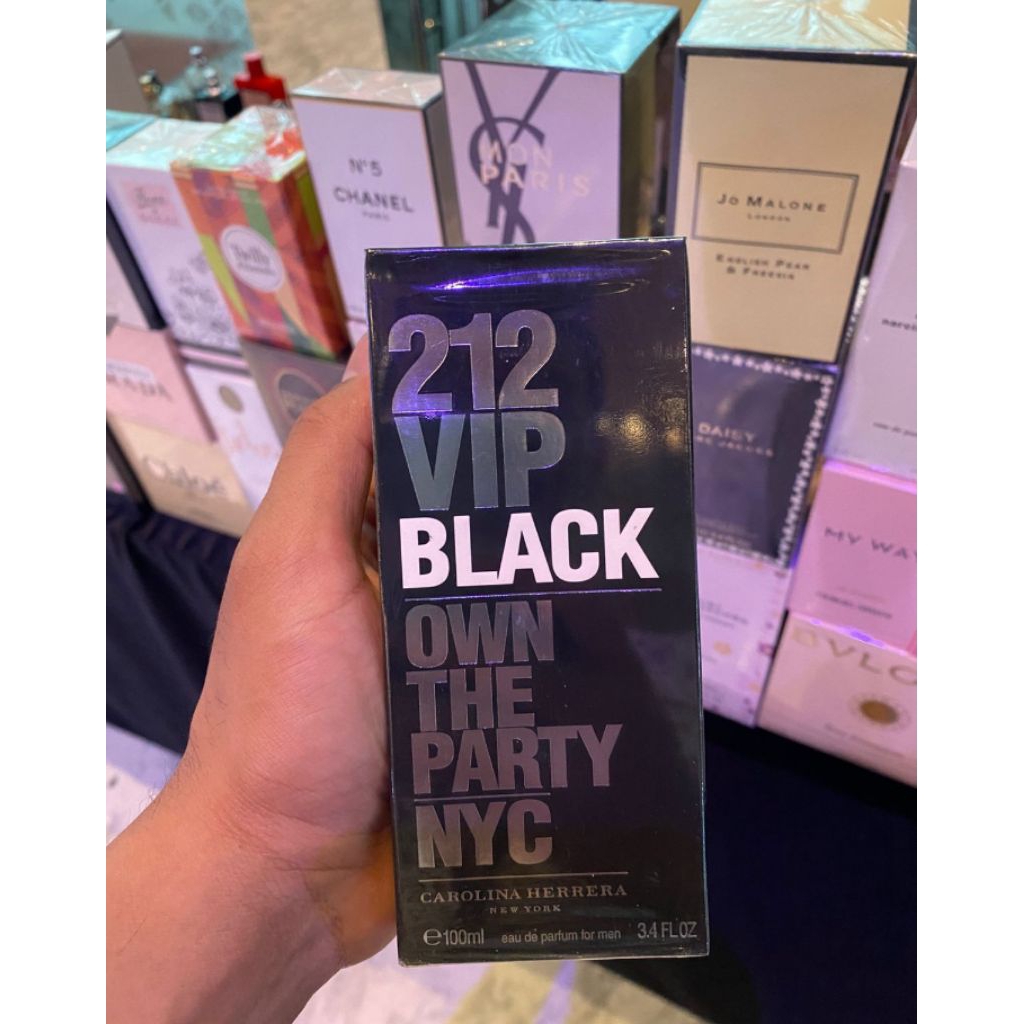 N°5
CHANEL
PARIS
MON
PARIS
JO MALONE
LONDON
ENGLISH PEAR
& FREESIA
212
VIP
BLACK
OWN
THE
PARTY
NYC
CAROLINA HERRERA
NEW YORK
℮100ml eau de parfum for men 3.4 FL OZ
DAISY
Chloé
MY WAY